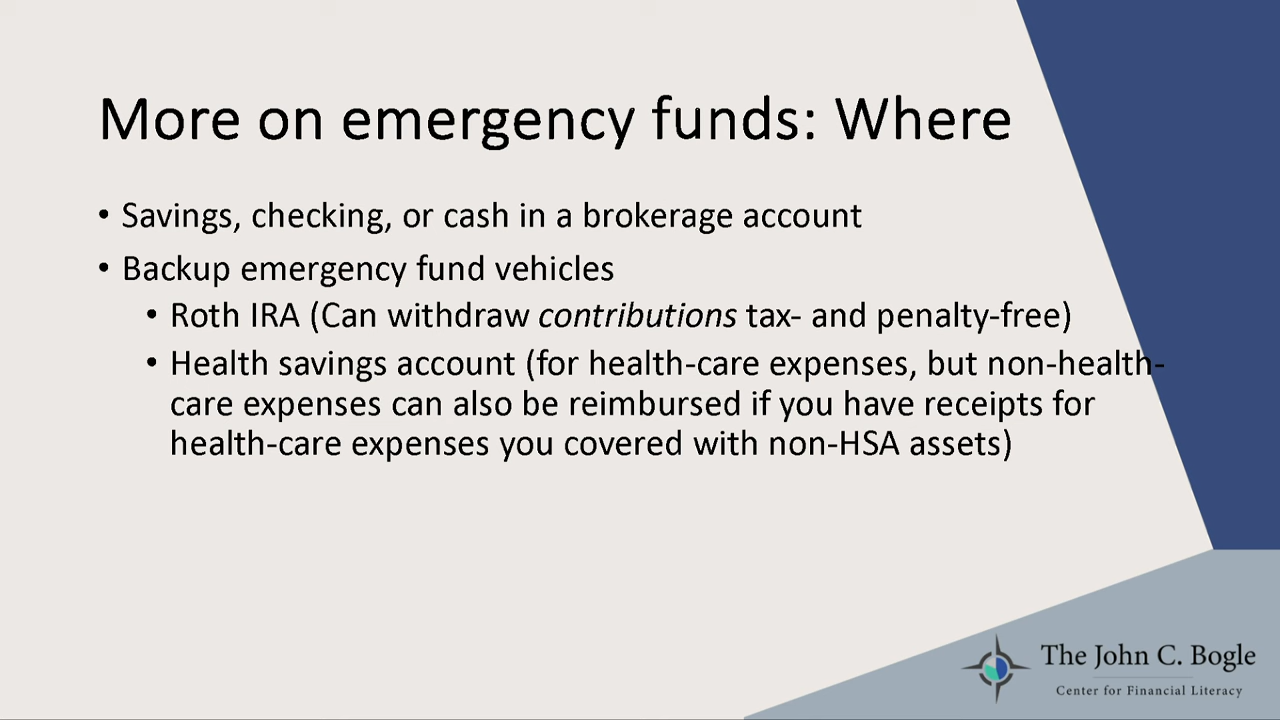 More on emergency funds: Where
• Savings, checking, or cash in a brokerage account
• Backup emergency fund vehicles
• Roth IRA (Can withdraw contributions tax- and penalty-free)
• Health savings account (for health-care expenses, but non-health-
care expenses can also be reimbursed if you have receipts for
health-care expenses you covered with non-HSA assets)
The John C. Bogle
Center for Financial Literacy